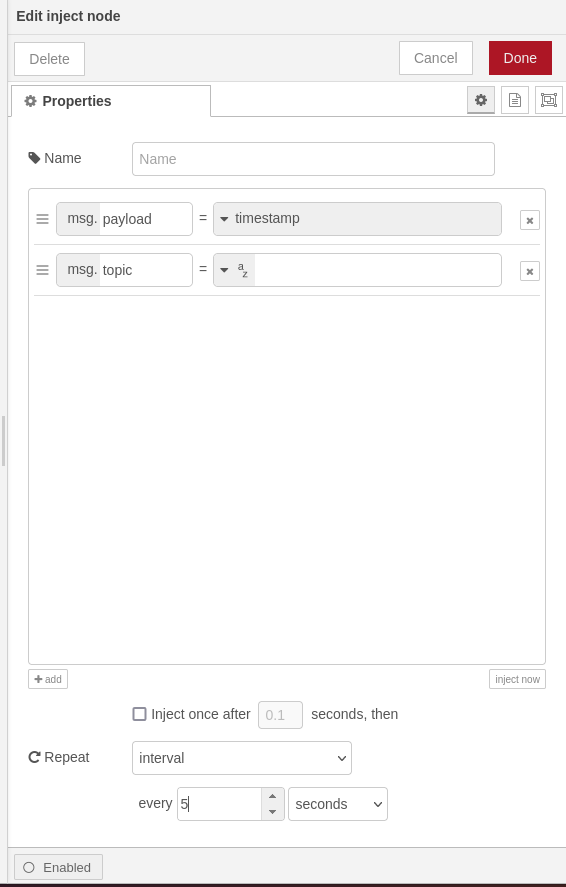 Edit inject node
Delete
Cancel
Done
Properties
Name
Name
msg. payload = timestamp
msg. topic = a z
add
inject now
Inject once after 0.1 seconds, then
Repeat
interval
every 5 seconds
Enabled